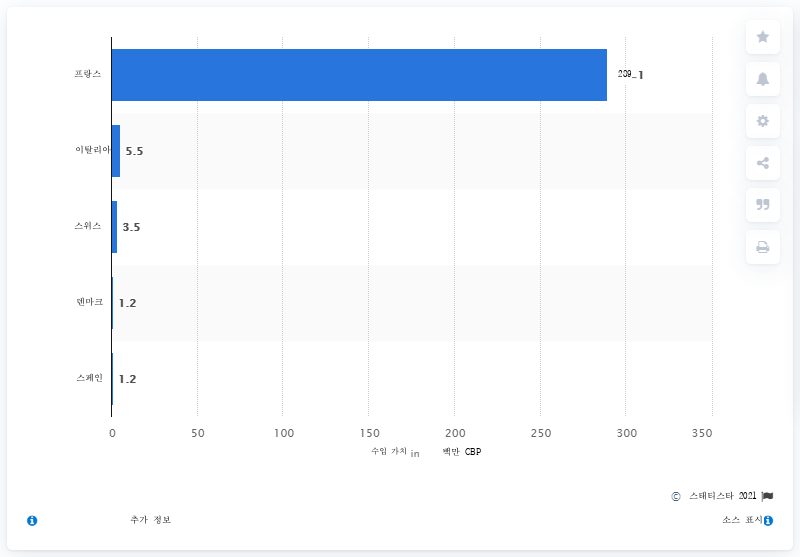 프랑스 289.1
이탈리아 5.5
스위스 3.5
덴마크 1.2
스페인 1.2
0 50 100 150 200 250 300 350
수입 가치 in 백만 CBP
© 스태티스타 2021
추가 정보 소스 표시